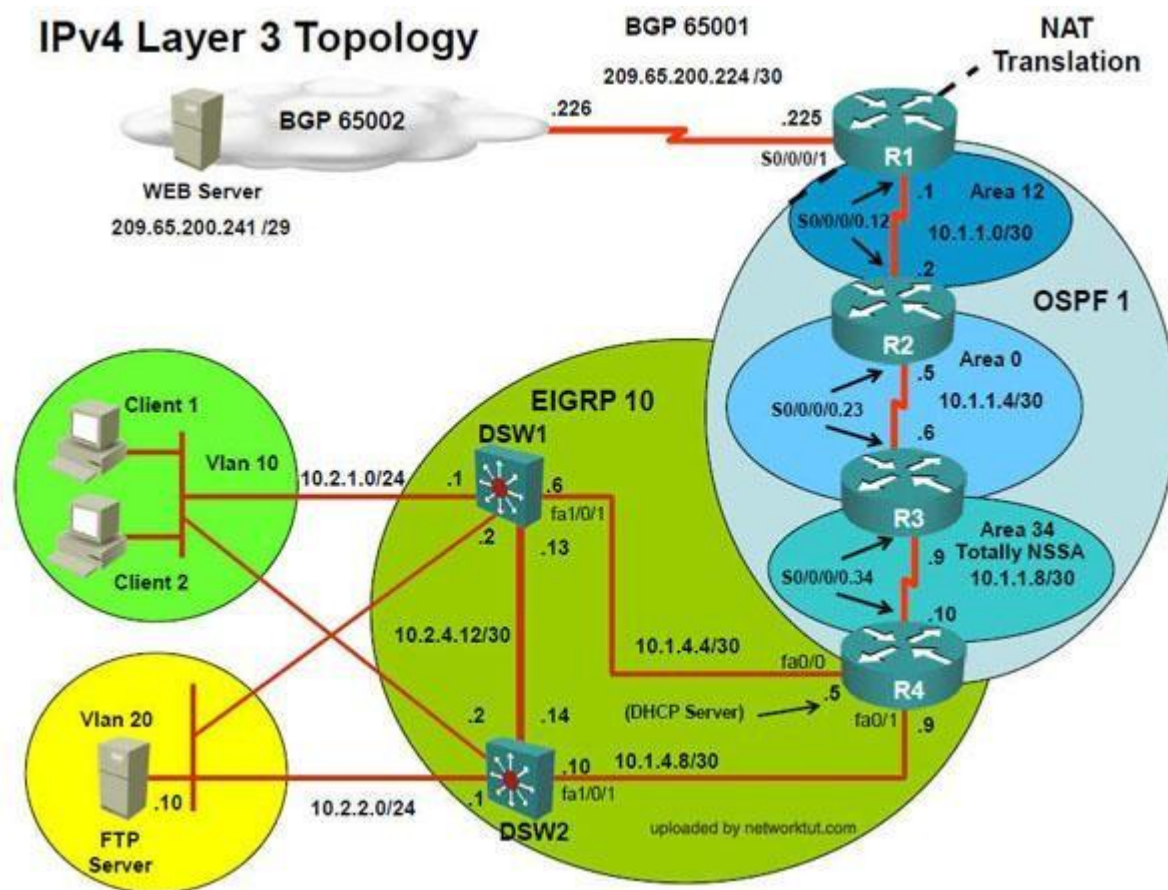 IPv4 Layer 3 Topology
BGP 65001
NAT
Translation
209.65.200.224 /30
.226
BGP 65002
.225
S0/0/0/1
R1
WEB Server
209.65.200.241 /29
.1
Area 12
S0/0/0/0.12
10.1.1.0/30
.2
R2
OSPF 1
Area 0
.5
10.1.1.4/30
S0/0/0/0.23
.6
R3
Area 34
Totally NSSA
.9
10.1.1.8/30
S0/0/0/0.34
.10
R4
EIGRP 10
DSW1
Client 1
Vlan 10
10.2.1.0/24
.1
.6
fa1/0/1
.2
.13
Client 2
10.2.4.12/30
10.1.4.4/30
fa0/0
.5
(DHCP Server)
fa0/1
.9
Vlan 20
.2
.14
.10
10.1.4.8/30
fa1/0/1
.10
10.2.2.0/24
.1
DSW2
FTP
Server
uploaded by networktut.com